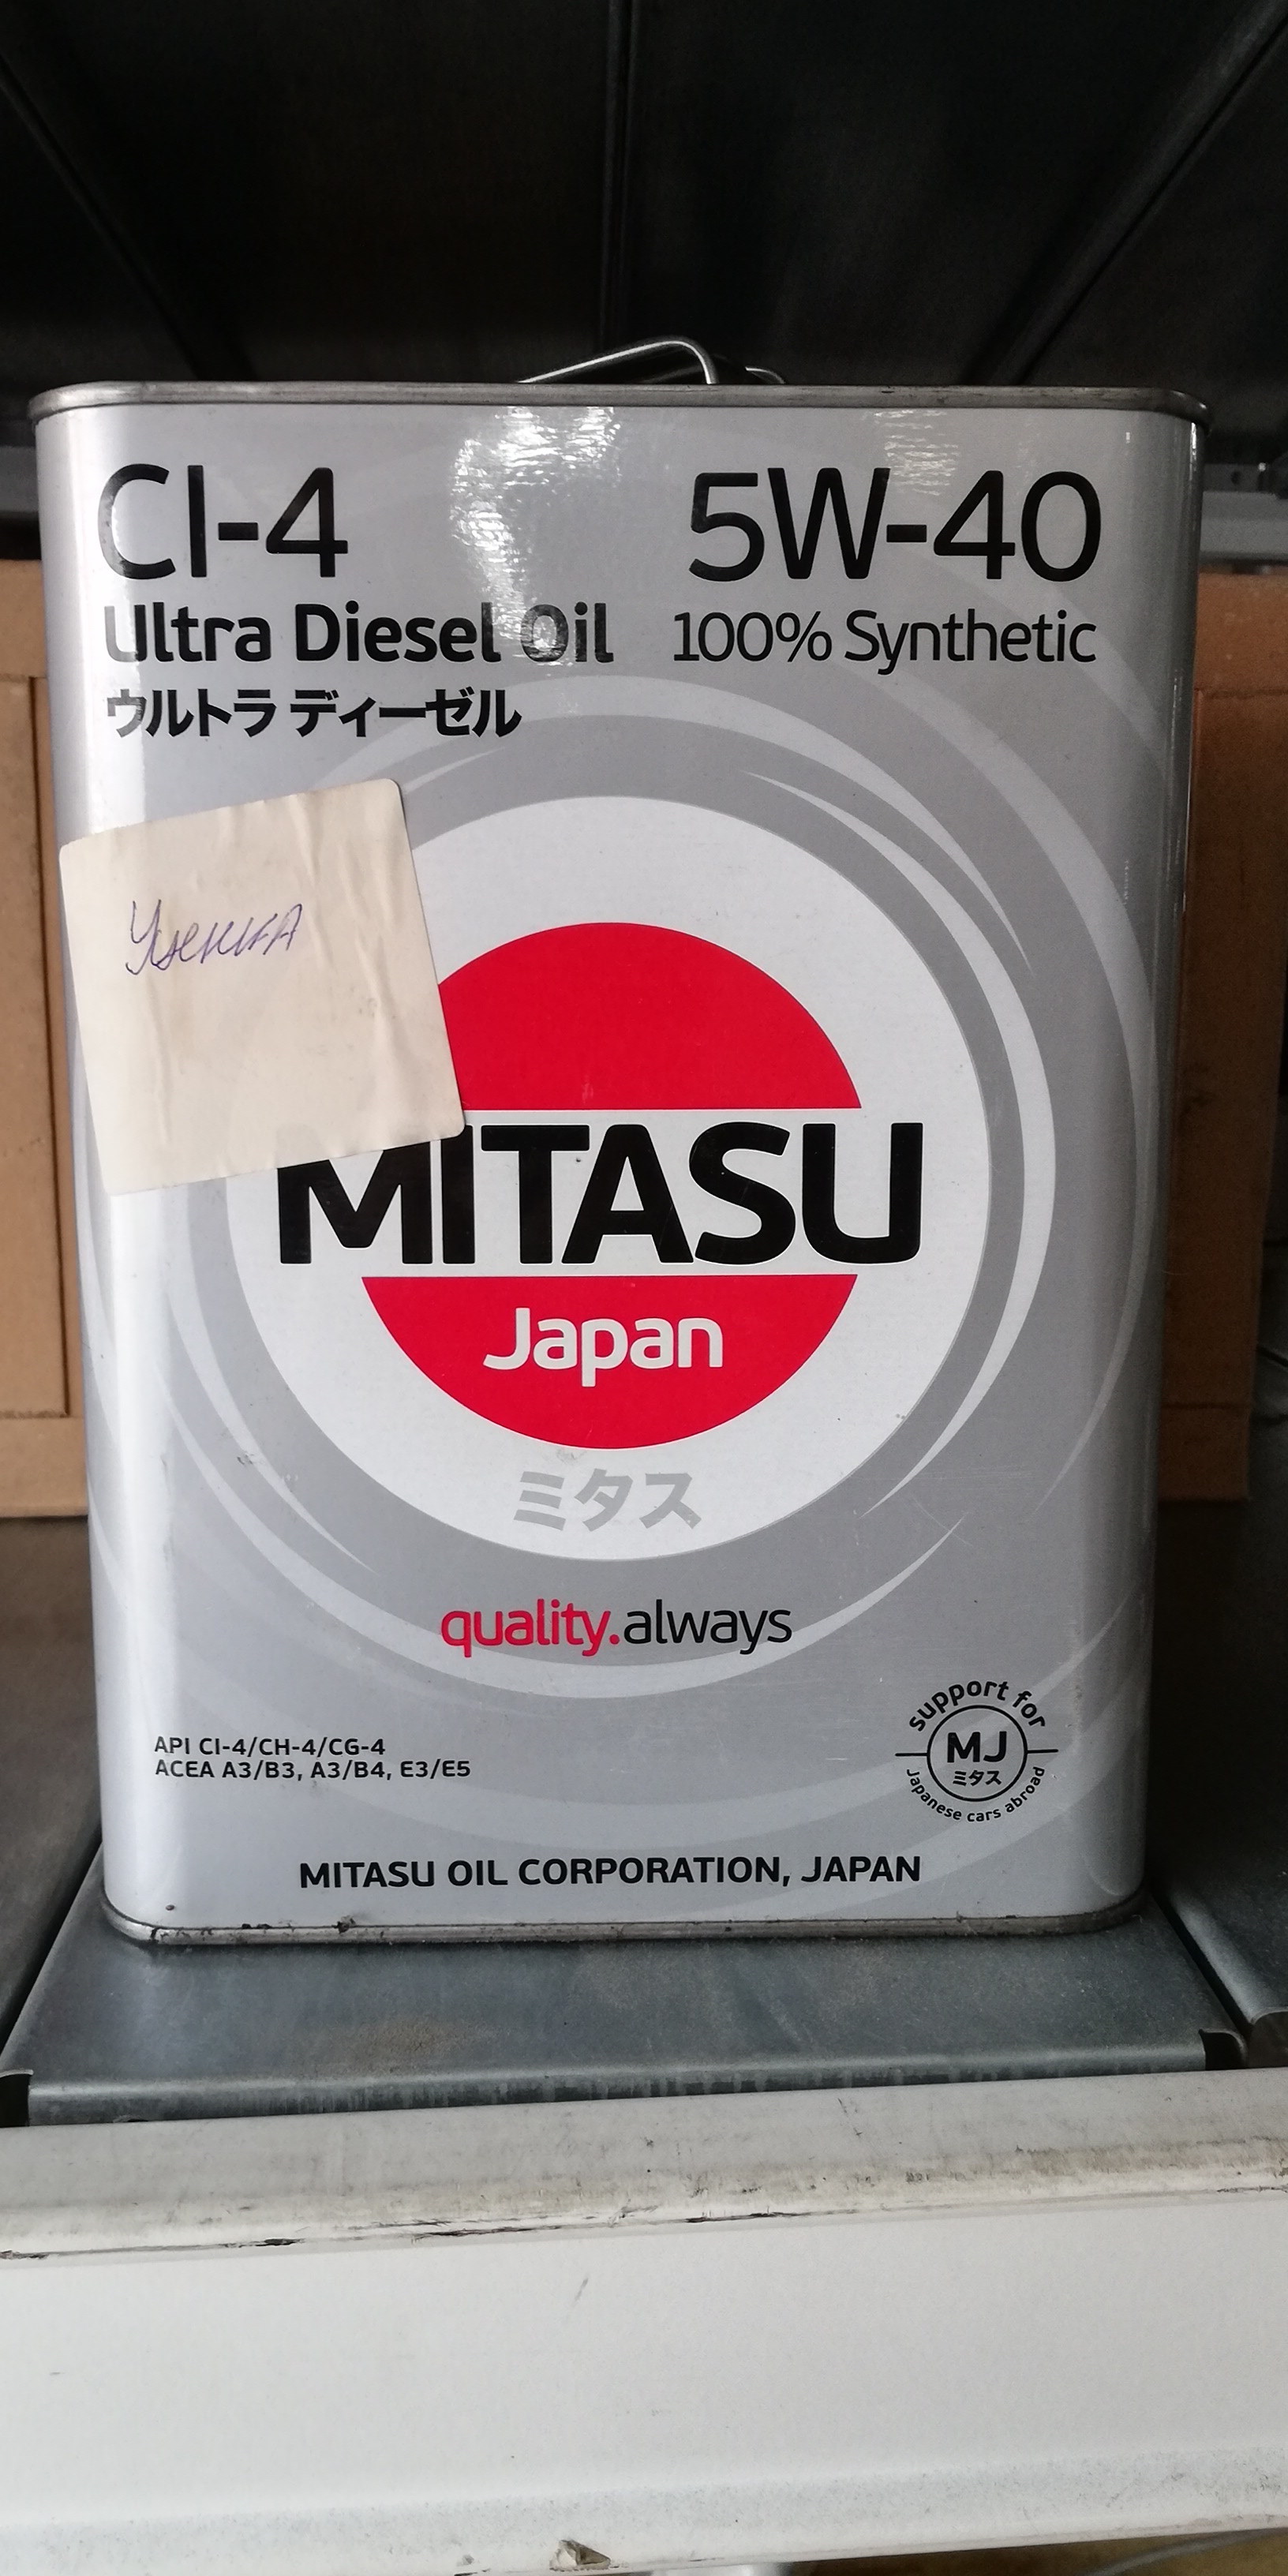 CI-4
5W-40
Ultra Diesel Oil
100% Synthetic
ウルトラ ディーゼル
Уценка
MITASU
Japan
ミタス
quality.always
API CI-4/CH-4/CG-4
ACEA A3/B3, A3/B4, E3/E5
support for
MJ
ミタス
Japanese cars abroad
MITASU OIL CORPORATION, JAPAN